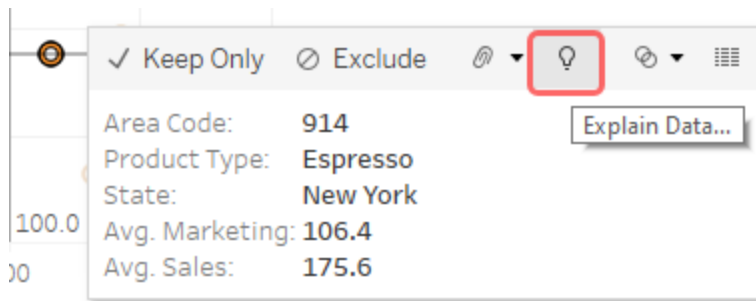 Keep Only Exclude
Explain Data...
Area Code: 914
Product Type: Espresso
State: New York
Avg. Marketing: 106.4
Avg. Sales: 175.6
100.0
00